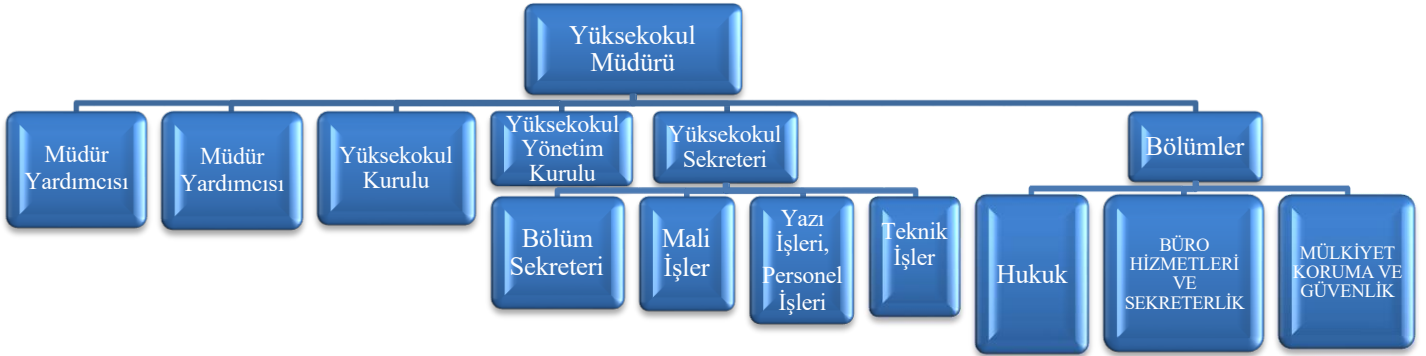 Yüksekokul
Müdürü
Müdür
Yardımcısı
Müdür
Yardımcısı
Yüksekokul
Kurulu
Yüksekokul
Yönetim
Kurulu
Yüksekokul
Sekreteri
Bölümler
Bölüm
Sekreteri
Mali
İşler
Yazı
İşleri,
Personel
İşleri
Teknik
İşler
Hukuk
BÜRO
HİZMETLERİ
VE
SEKRETERLİK
MÜLKİYET
KORUMA VE
GÜVENLİK